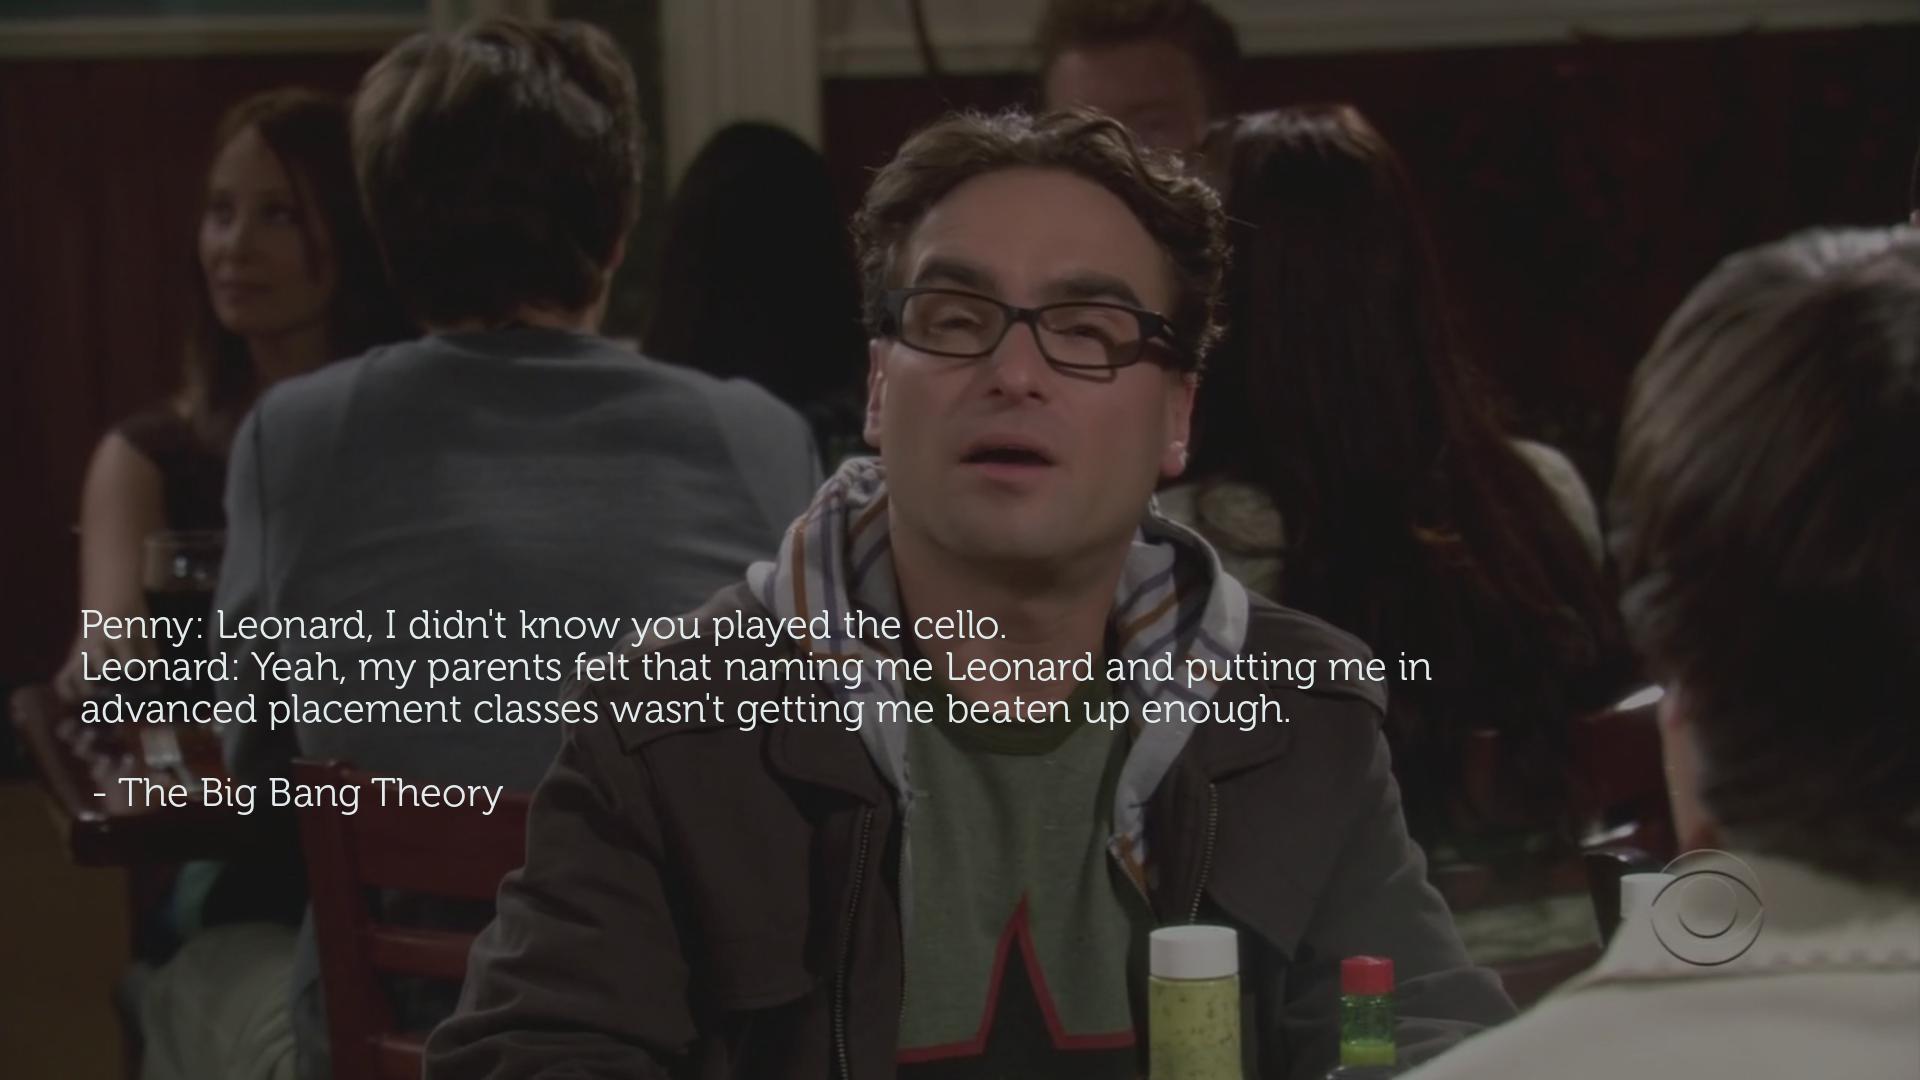 Penny: Leonard, I didn't know you played the cello.
Leonard: Yeah, my parents felt that naming me Leonard and putting me in
advanced placement classes wasn't getting me beaten up enough.
- The Big Bang Theory